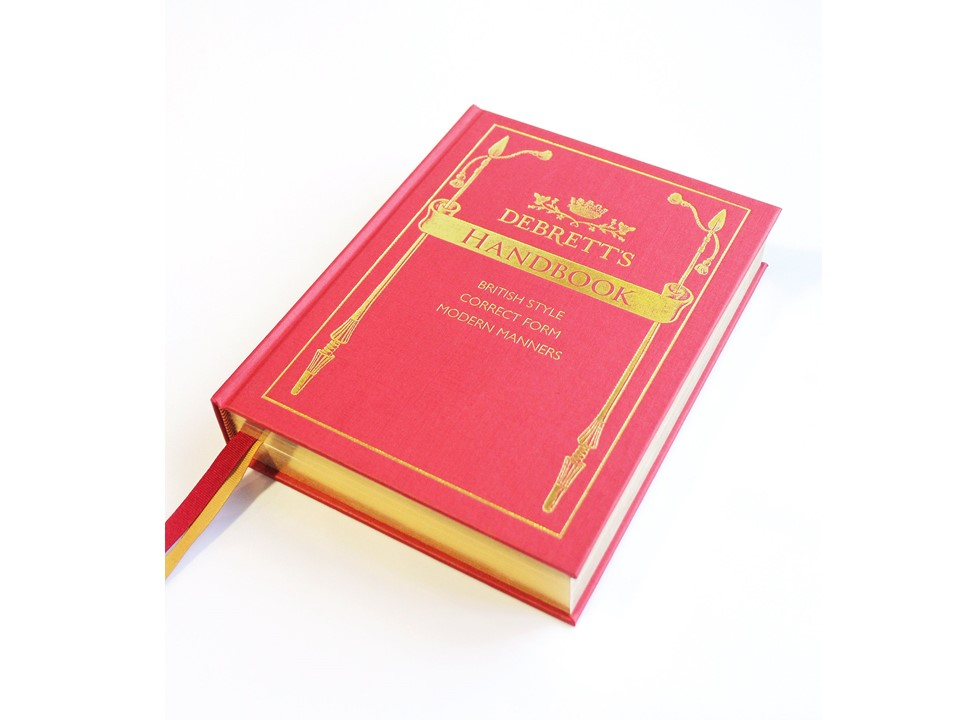 DEBRETT'S
HANDBOOK
BRITISH STYLE
CORRECT FORM
MODERN MANNERS